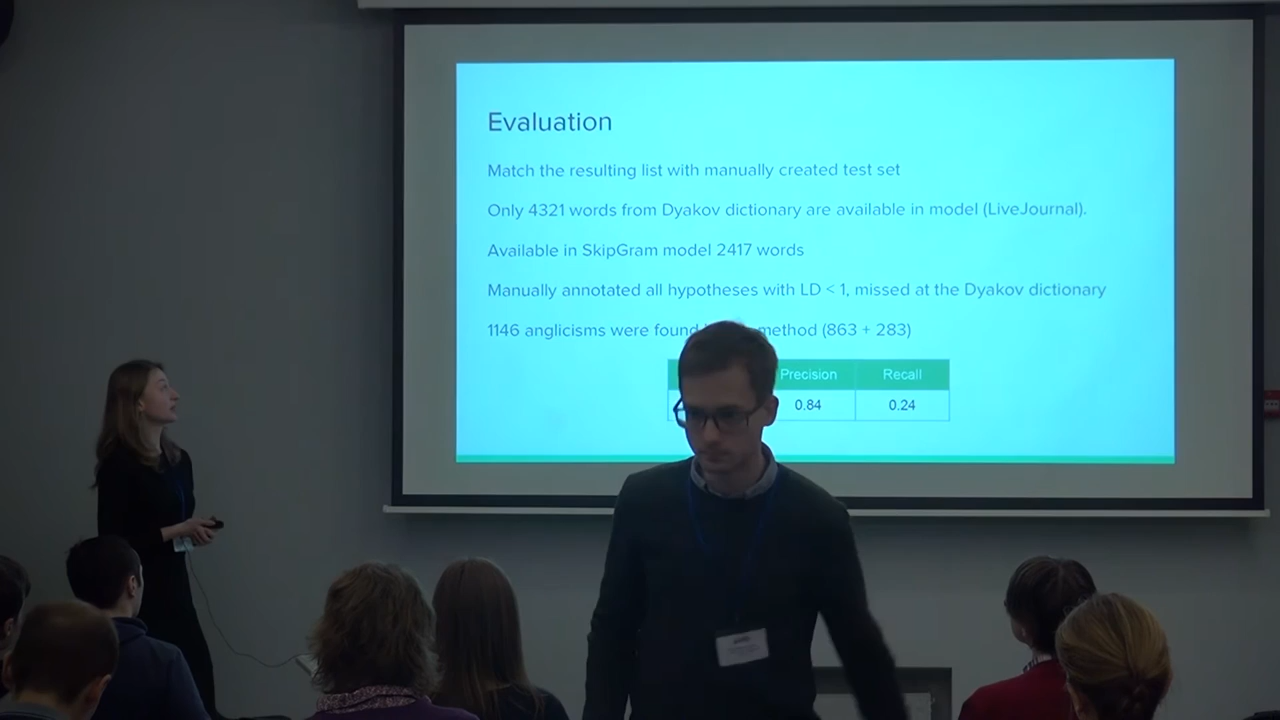 Evaluation
Match the resulting list with manually created test set
Only 4321 words from Dyakov dictionary are available in model (LiveJournal).
Available in SkipGram model 2417 words
Manually annotated all hypotheses with LD < 1, missed at the Dyakov dictionary
1146 anglicisms were found method (863 + 283)
Precision Recall
0.84 0.24